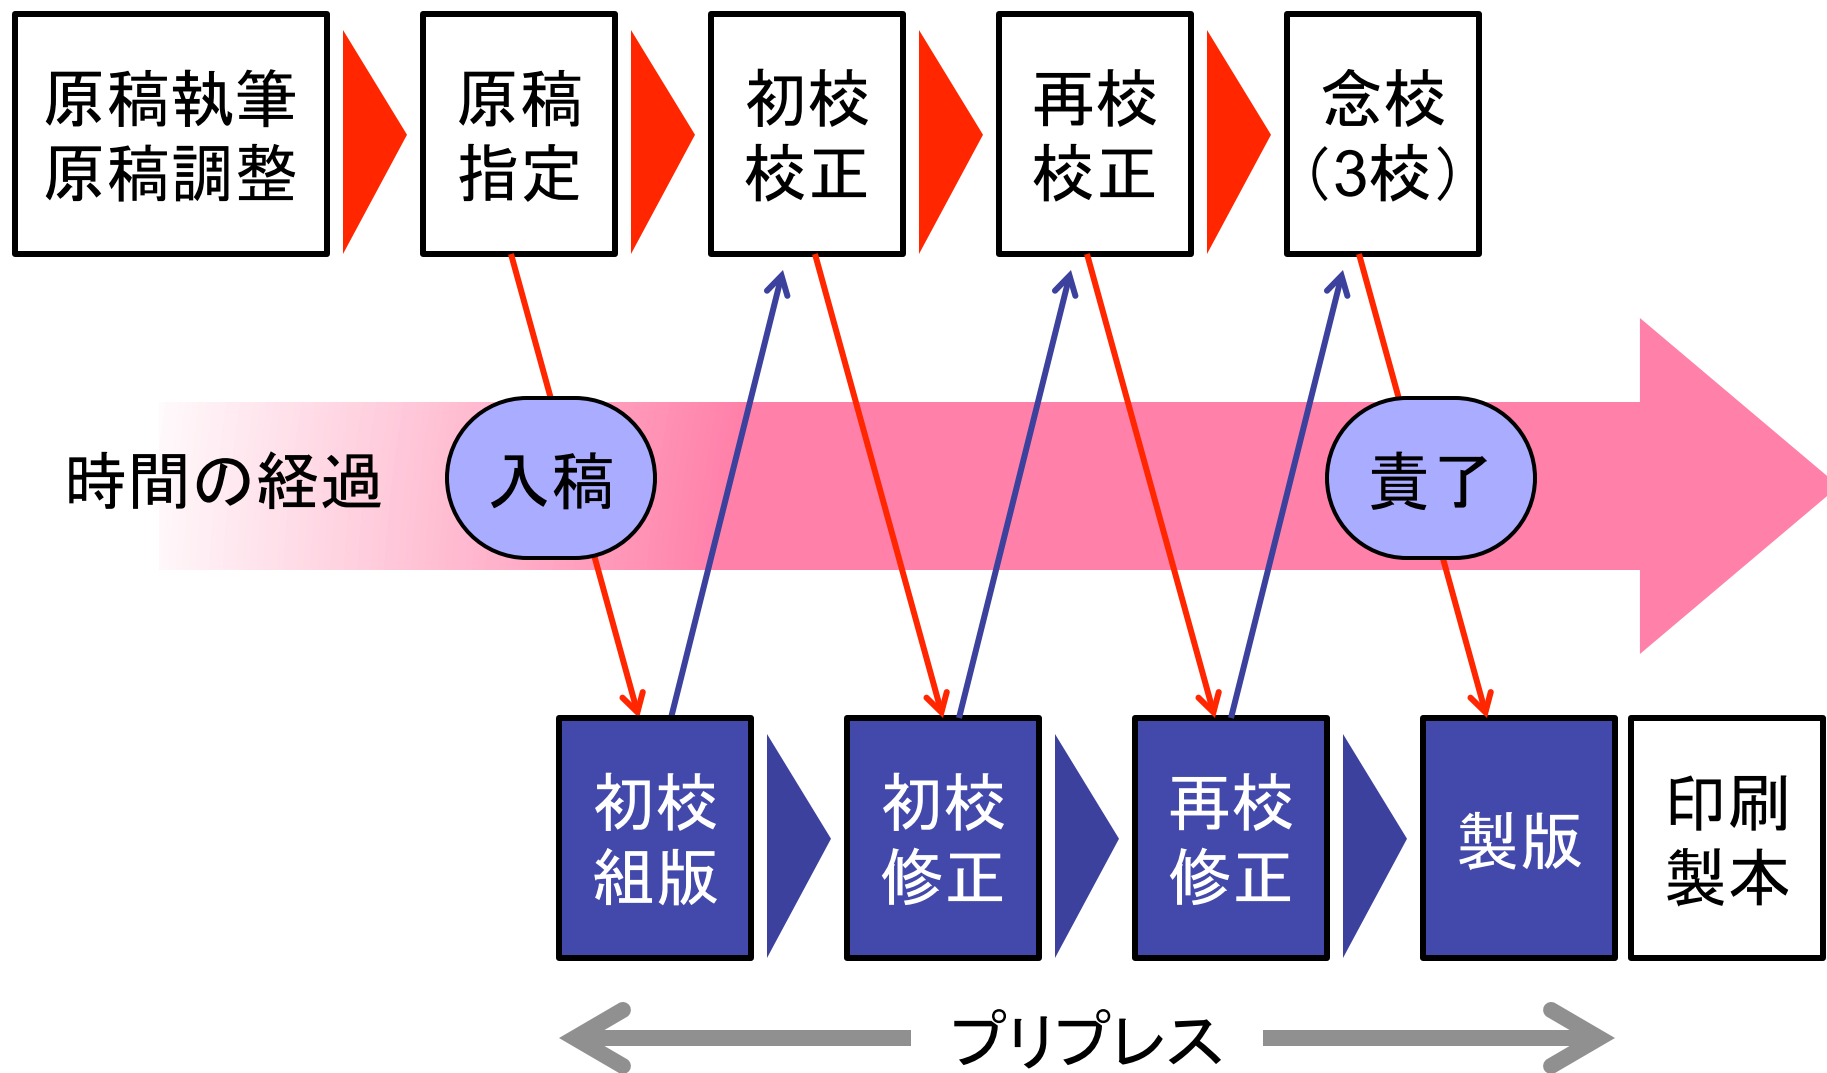 原稿執筆
原稿調整
原稿
指定
初校
校正
再校
校正
念校
（3校）
時間の経過
入稿
責了
初校
組版
初校
修正
再校
修正
製版
印刷
製本
プリプレス